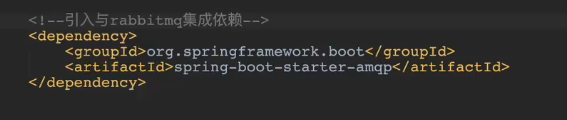 <!--引入与rabbitmq集成依赖-->
<dependency>
    <groupId>org.springframework.boot</groupId>
    <artifactId>spring-boot-starter-amqp</artifactId>
</dependency>